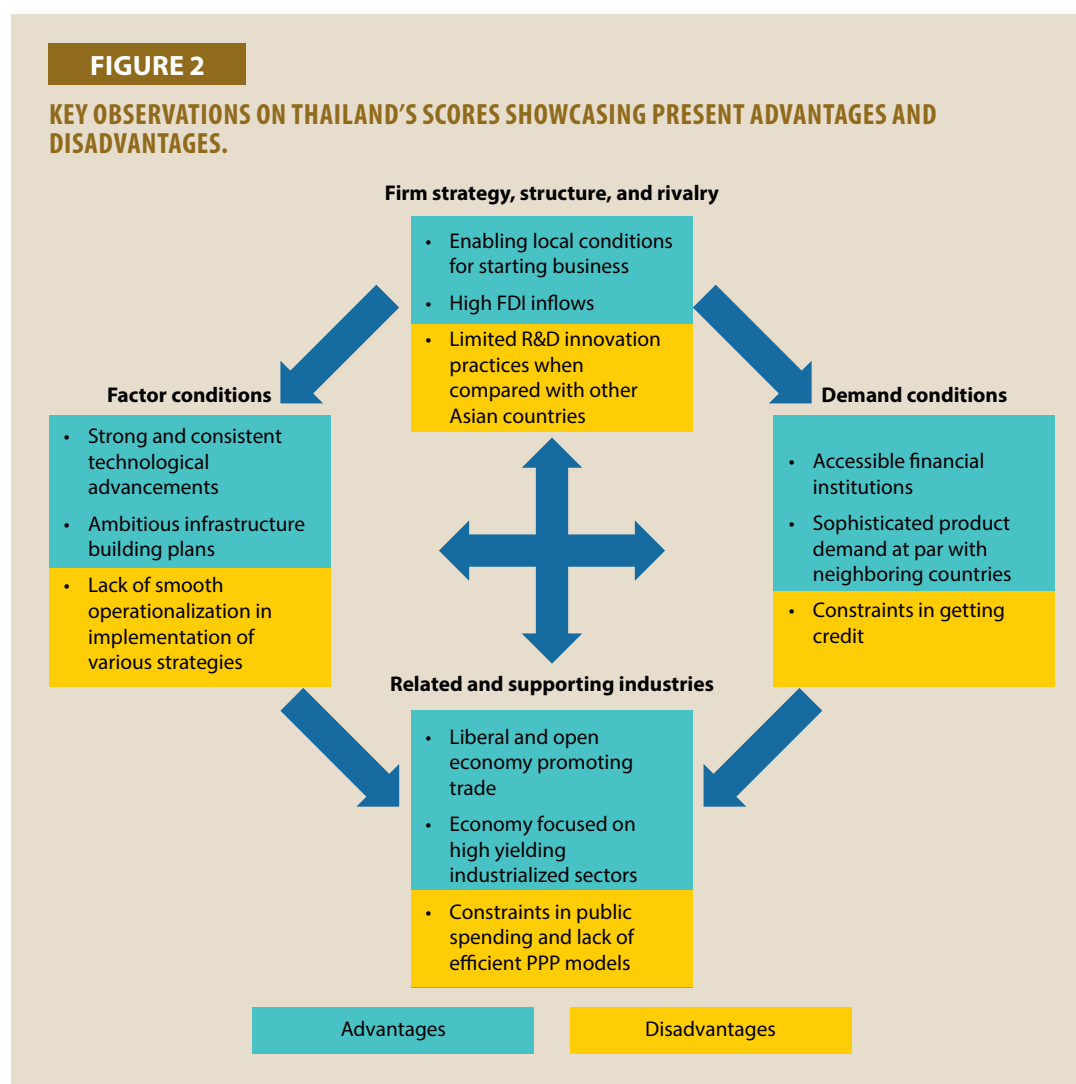 FIGURE 2
KEY OBSERVATIONS ON THAILAND’S SCORES SHOWCASING PRESENT ADVANTAGES AND
DISADVANTAGES.
Firm strategy, structure, and rivalry
• Enabling local conditions
for starting business
• High FDI inflows
• Limited R&D innovation
practices when
compared with other
Asian countries
Factor conditions
• Strong and consistent
technological
advancements
• Ambitious infrastructure
building plans
• Lack of smooth
operationalization in
implementation of
various strategies
Demand conditions
• Accessible financial
institutions
• Sophisticated product
demand at par with
neighboring countries
• Constraints in getting
credit
Related and supporting industries
• Liberal and open
economy promoting
trade
• Economy focused on
high yielding
industrialized sectors
• Constraints in public
spending and lack of
efficient PPP models
Advantages
Disadvantages